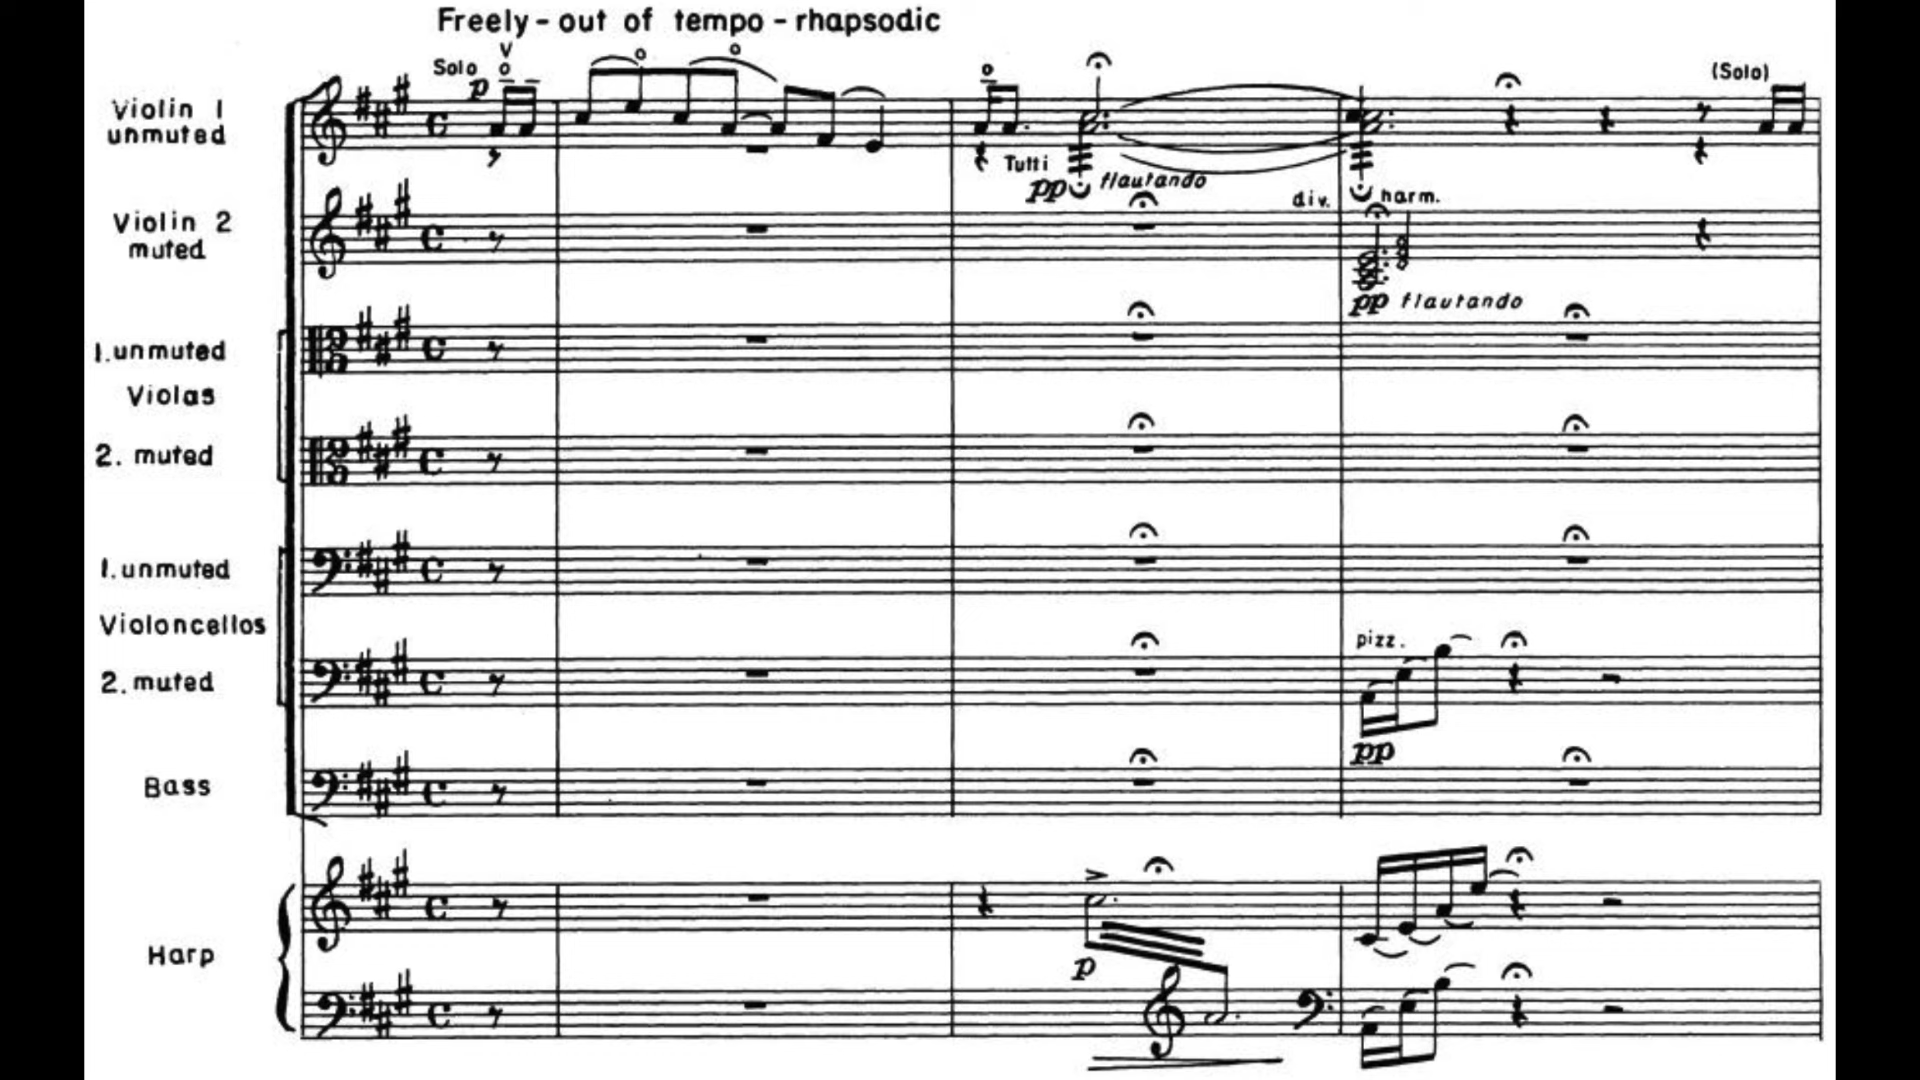 Freely - out of tempo - rhapsodic
Solo
p
(Solo)
Violin 1
unmuted
Tutti
pp flautando
Violin 2
muted
div. harm.
pp flautando
1. unmuted
Violas
2. muted
1. unmuted
Violoncellos
2. muted
pizz.
pp
Bass
Harp
p